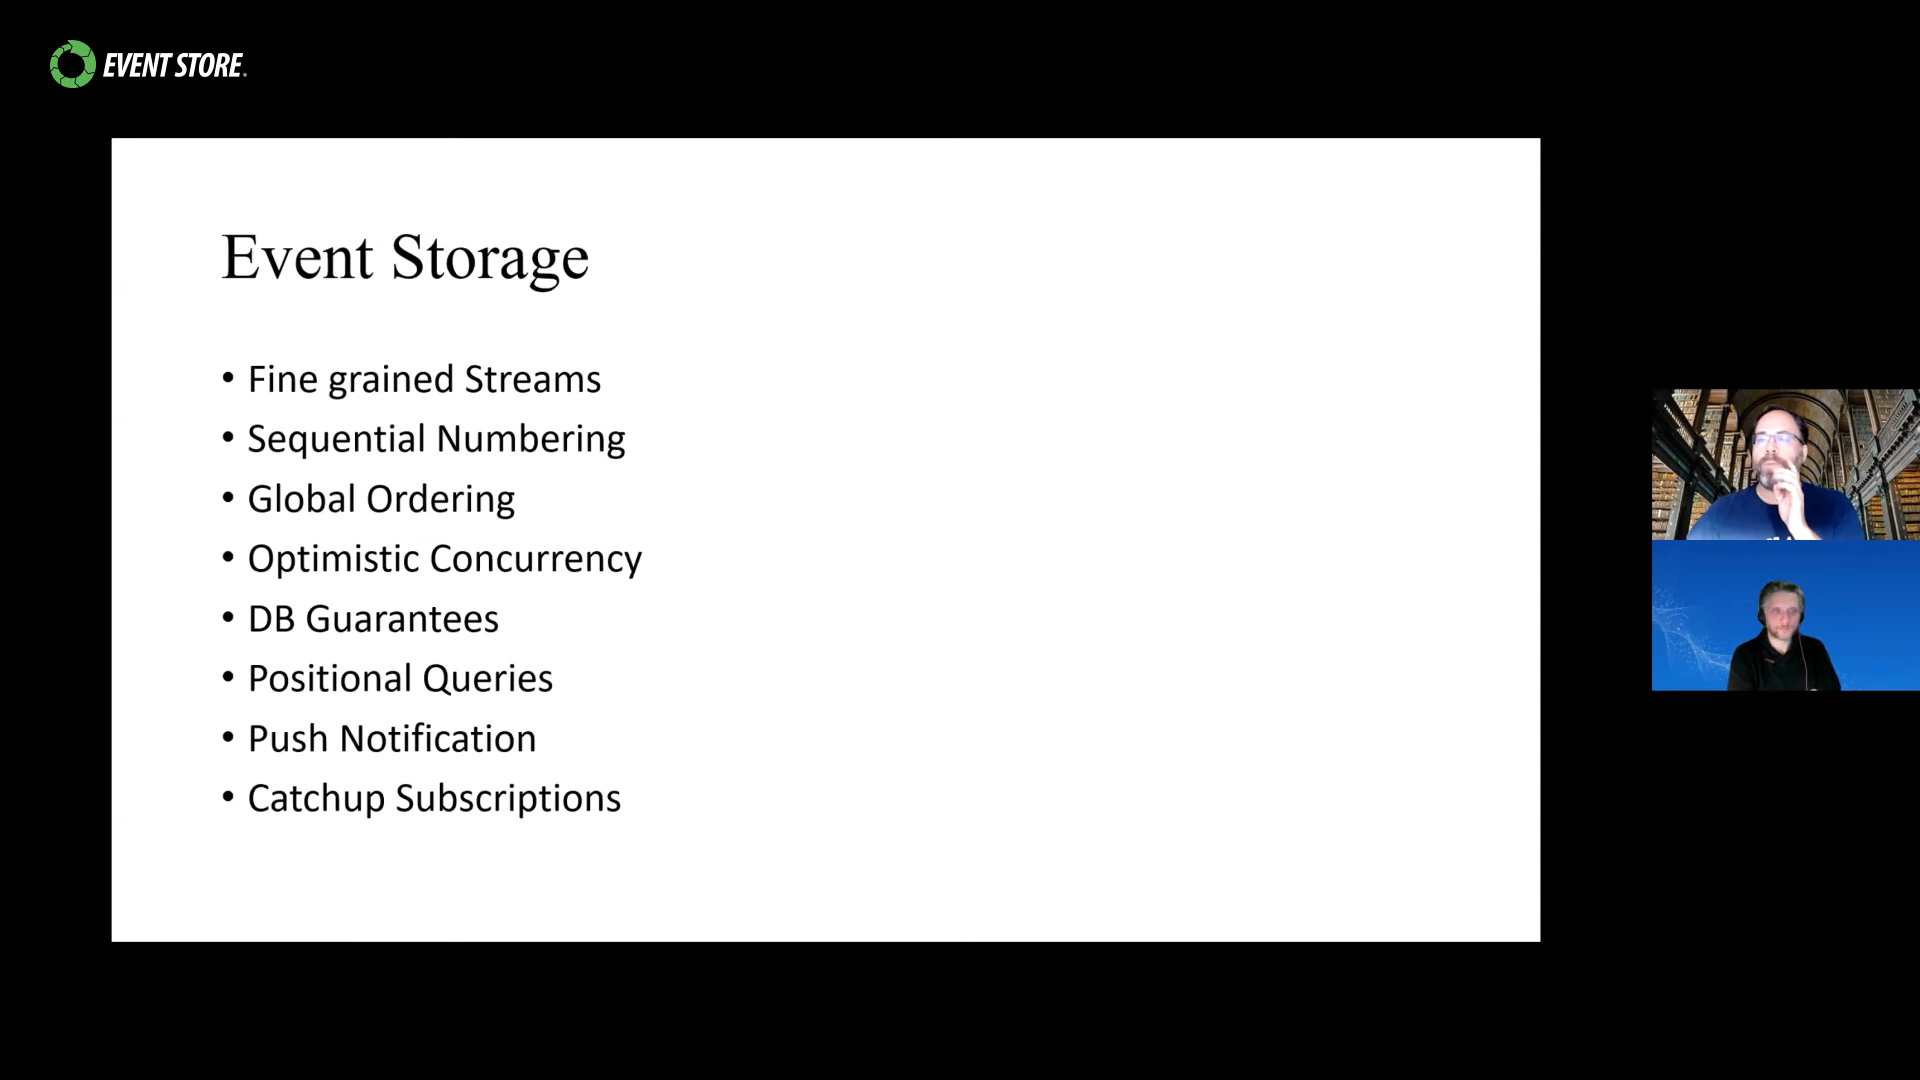 EVENT STORE
Event Storage
• Fine grained Streams
• Sequential Numbering
• Global Ordering
• Optimistic Concurrency
• DB Guarantees
• Positional Queries
• Push Notification
• Catchup Subscriptions